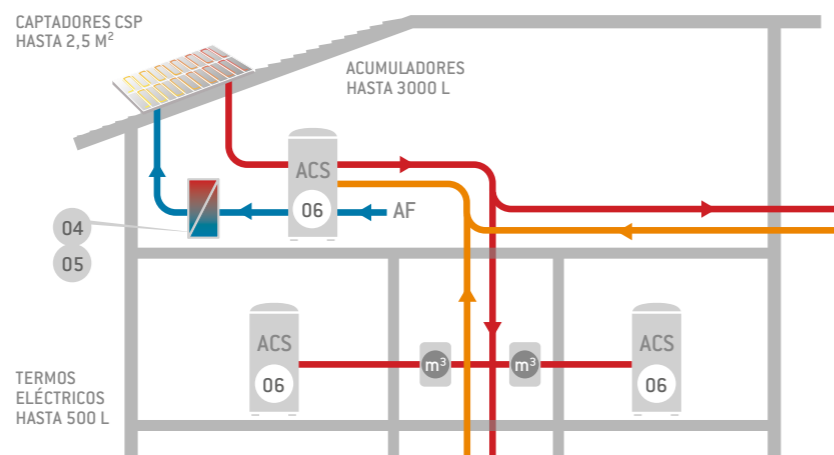 CAPTADORES CSP
HASTA 2,5 M²
ACUMULADORES
HASTA 3000 L
ACS
06
AF
04
05
ACS
06
m³
m³
ACS
06
TERMOS
ELÉCTRICOS
HASTA 500 L